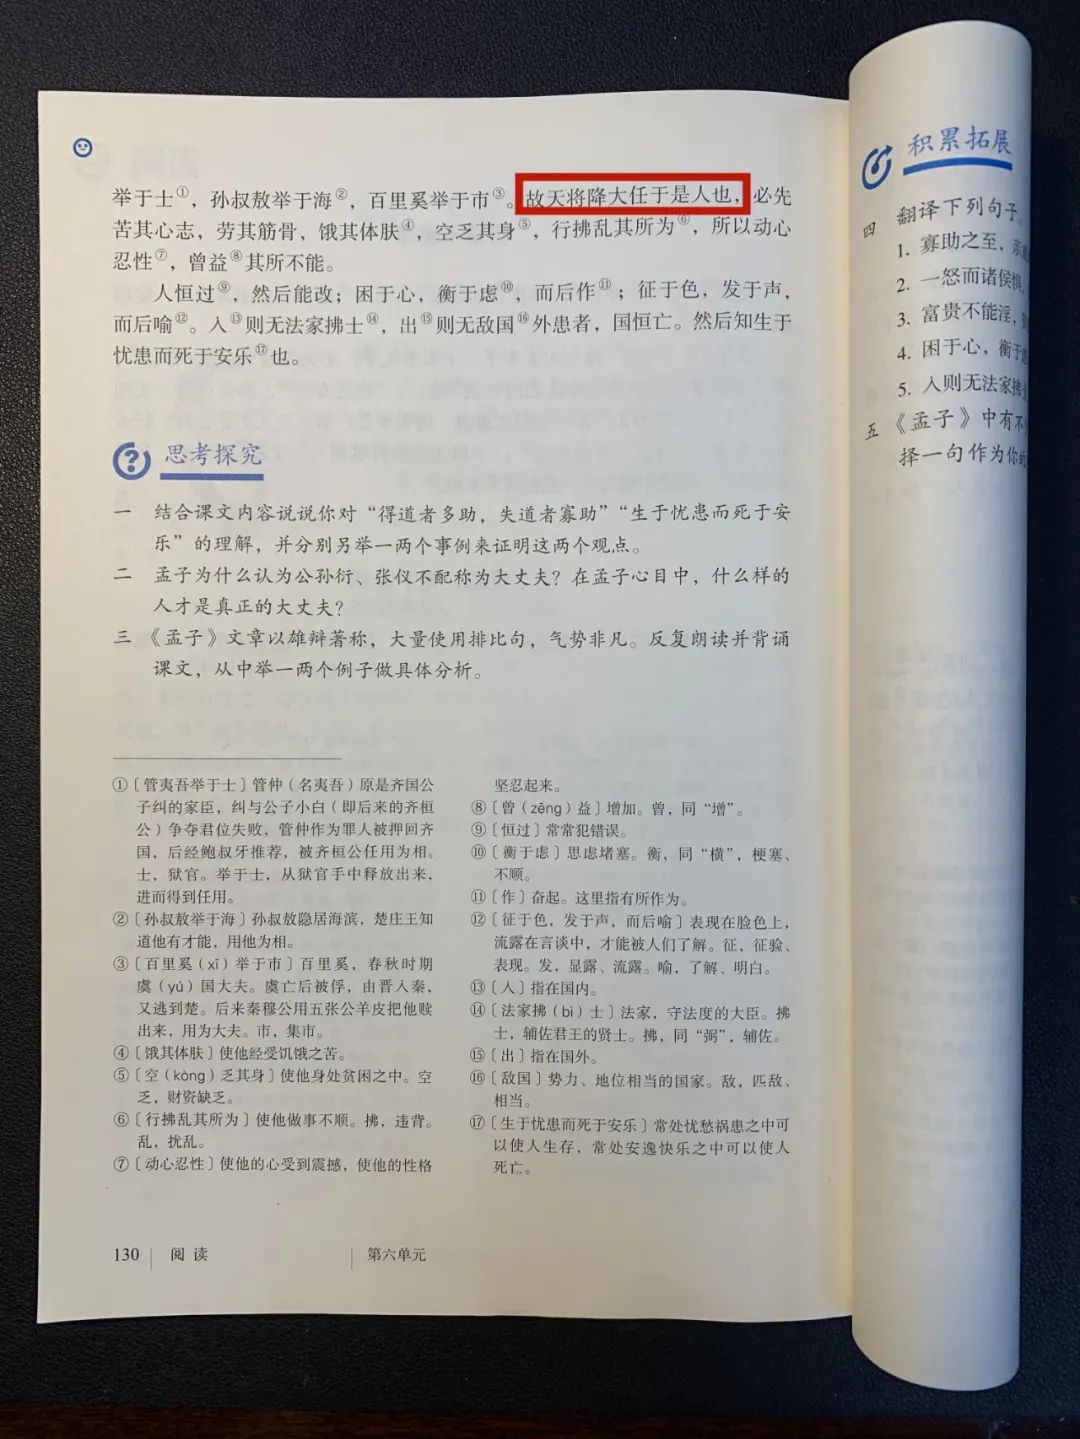 举于士①，孙叔敖举于海②，百里奚举于市③。故天将降大任于是人也，必先
苦其心志，劳其筋骨，饿其体肤④，空乏其身⑤，行拂乱其所为⑥，所以动心
忍性⑦，曾益⑧其所不能。
人恒过⑨，然后能改；困于心，衡于虑⑩，而后作⑪；征于色，发于声，
而后喻⑫。入⑬则无法家拂士⑭，出⑮则无敌国⑯外患者，国恒亡。然后知生于
忧患而死于安乐⑰也。
思考探究
一 结合课文内容说说你对“得道者多助，失道者寡助”“生于忧患而死于安
乐”的理解，并分别另举一两个事例来证明这两个观点。
二 孟子为什么认为公孙衍、张仪不配称为大丈夫？在孟子心目中，什么样的
人才是真正的大丈夫？
三《孟子》文章以雄辩著称，大量使用排比句，气势非凡。反复朗读并背诵
课文，从中举一两个例子做具体分析。
①〔管夷吾举于士〕管仲（名夷吾）原是齐国公
子纠的家臣，纠与公子小白（即后来的齐桓
公）争夺君位失败，管仲作为罪人被押回齐
国，后经鲍叔牙推荐，被齐桓公任用为相。
士，狱官。举于士，从狱官手中释放出来，
进而得到任用。
②〔孙叔敖举于海〕孙叔敖隐居海滨，楚庄王知
道他有才能，用他为相。
③〔百里奚（xī）举于市〕百里奚，春秋时期
虞（yú）国大夫。虞亡后被俘，由晋入秦，
又逃到楚。后来秦穆公用五张公羊皮把他赎
出来，用为大夫。市，集市。
④〔饿其体肤〕使他经受饥饿之苦。
⑤〔空（kòng）乏其身〕使他身处贫困之中。空
乏，财资缺乏。
⑥〔行拂乱其所为〕使他做事不顺。拂，违背。
乱，扰乱。
⑦〔动心忍性〕使他的心受到震撼，使他的性格
坚忍起来。
⑧〔曾（zēng）益〕增加。曾，同“增”。
⑨〔恒过〕常常犯错误。
⑩〔衡于虑〕思虑堵塞。衡，同“横”，梗塞、
不顺。
⑪〔作〕奋起。这里指有所作为。
⑫〔征于色，发于声，而后喻〕表现在脸色上，
流露在言谈中，才能被人们了解。征，征验、
表现。发，显露、流露。喻，了解、明白。
⑬〔入〕指在国内。
⑭〔法家拂（bì）士〕法家，守法度的大臣。拂
士，辅佐君王的贤士。拂，同“弼”，辅佐。
⑮〔出〕指在国外。
⑯〔敌国〕势力、地位相当的国家。敌，匹敌、
相当。
⑰〔生于忧患而死于安乐〕常处忧愁祸患之中可
以使人生存，常处安逸快乐之中可以使人
死亡。
130 阅读 第六单元
积累拓展
四 翻译下列句子。
1. 寡助之至，亲
2. 一怒而诸侯惧，
3. 富贵不能淫，
4. 困于心，衡于
5. 入则无法家拂士
五《孟子》中有不
择一句作为你的